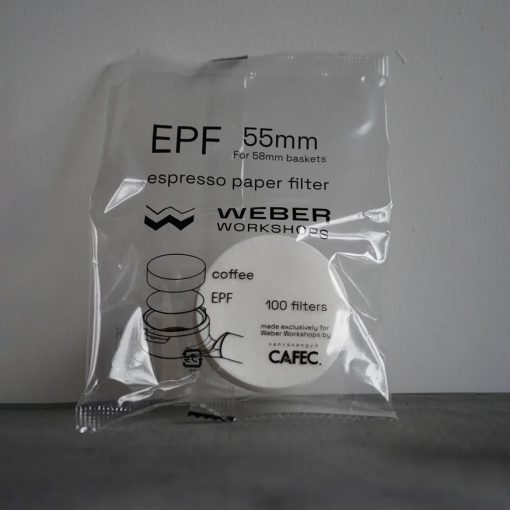 EPF 55mm
For 58mm baskets
espresso paper filter
WEBER
WORKSHOPS
coffee
EPF
100 filters
made exclusively for
Weber Workshops by
sanyosangyo
CAFEC.